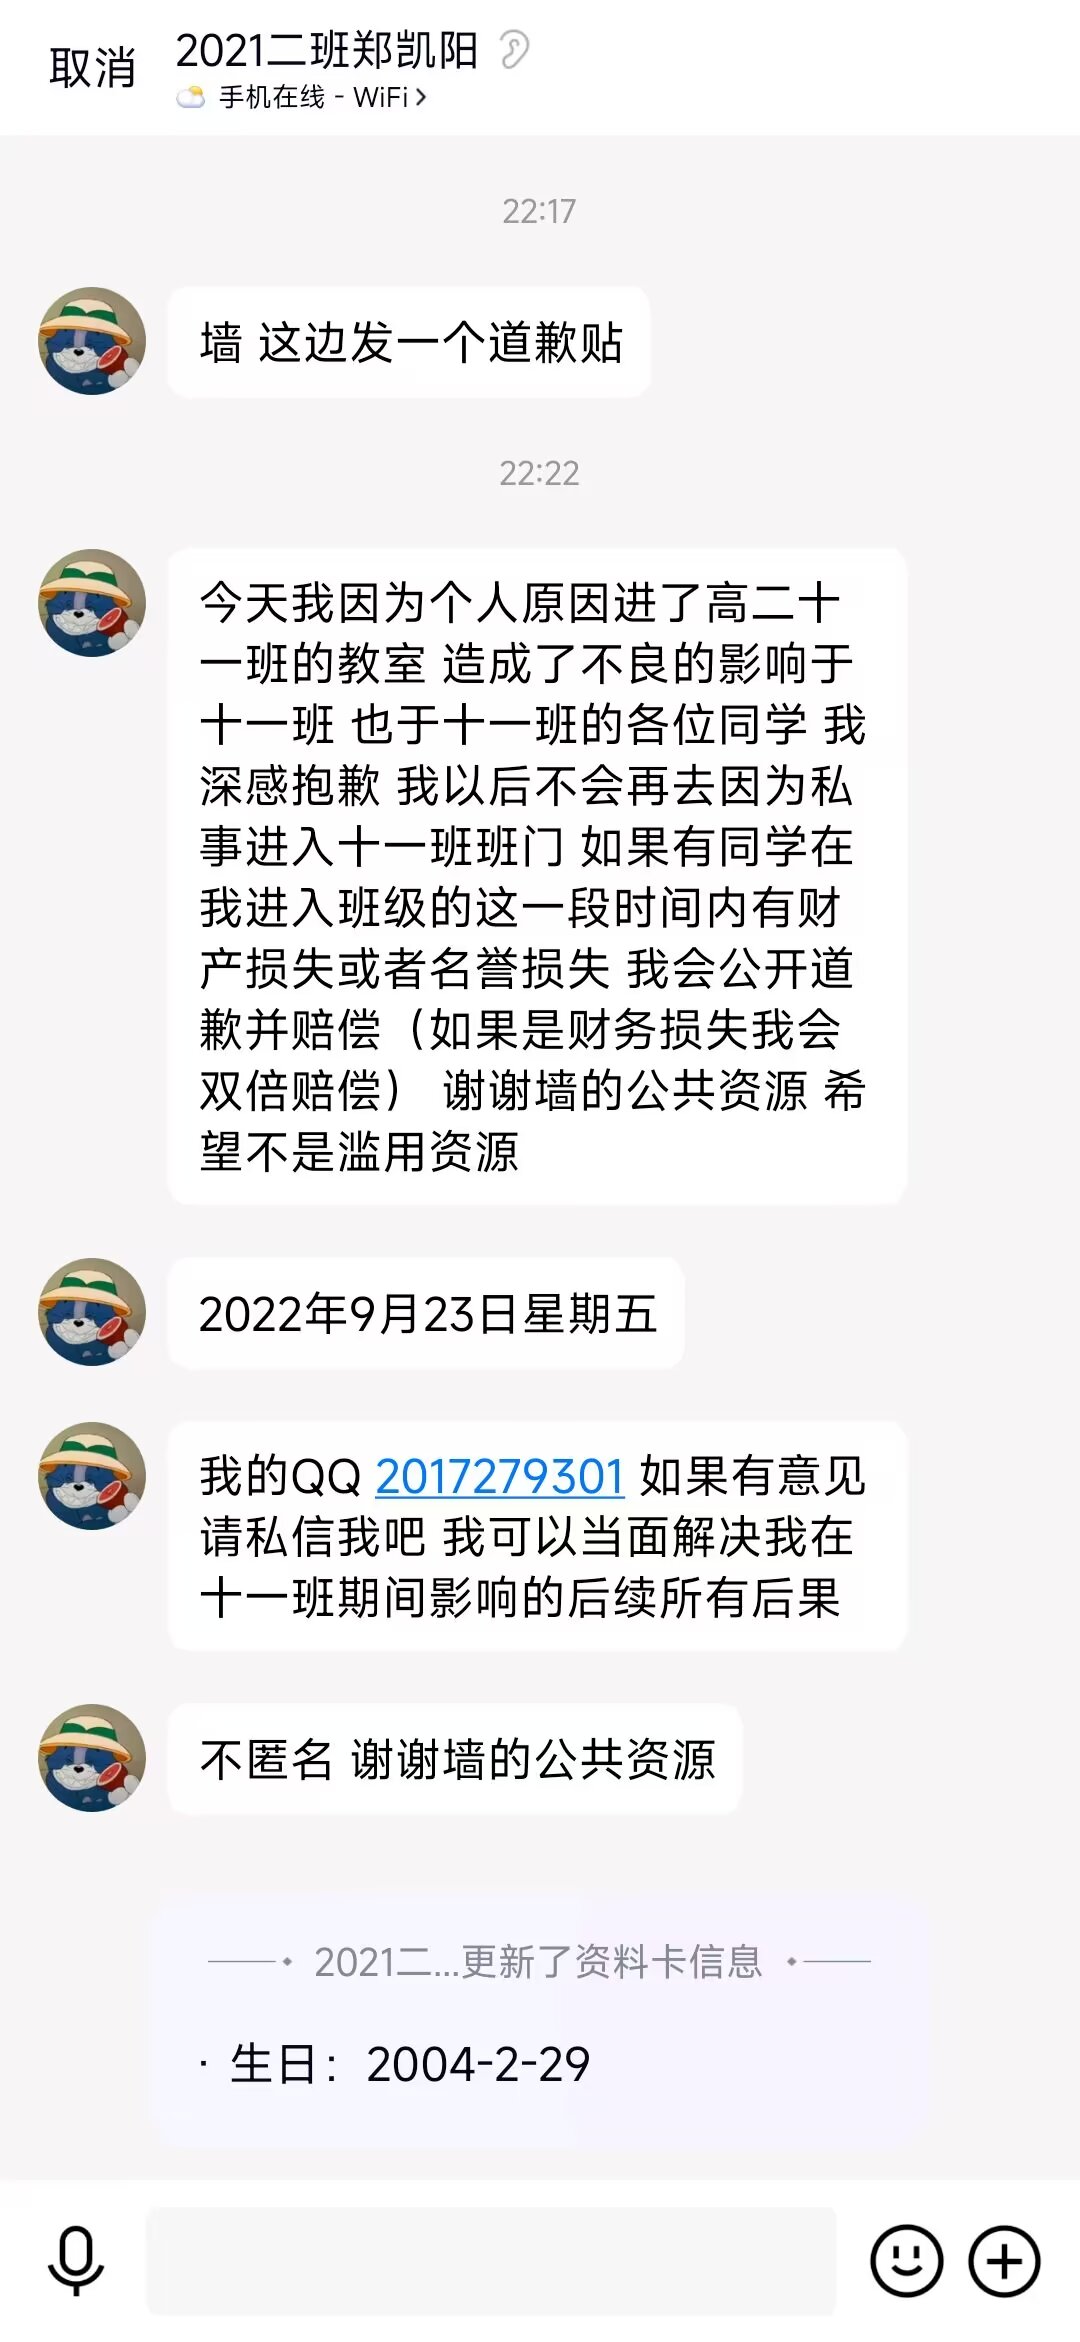 取消
2021二班郑凯阳
手机在线 - WiFi
22:17
墙 这边发一个道歉贴
22:22
今天我因为个人原因进了高二十
一班的教室 造成了不良的影响于
十一班 也于十一班的各位同学 我
深感抱歉 我以后不会再去因为私
事进入十一班班门 如果有同学在
我进入班级的这一段时间内有财
产损失或者名誉损失 我会公开道
歉并赔偿（如果是财务损失我会
双倍赔偿） 谢谢墙的公共资源 希
望不是滥用资源
2022年9月23日星期五
我的QQ 2017279301 如果有意见
请私信我吧 我可以当面解决我在
十一班期间影响的后续所有后果
不匿名 谢谢墙的公共资源
2021二...更新了资料卡信息
· 生日：2004-2-29